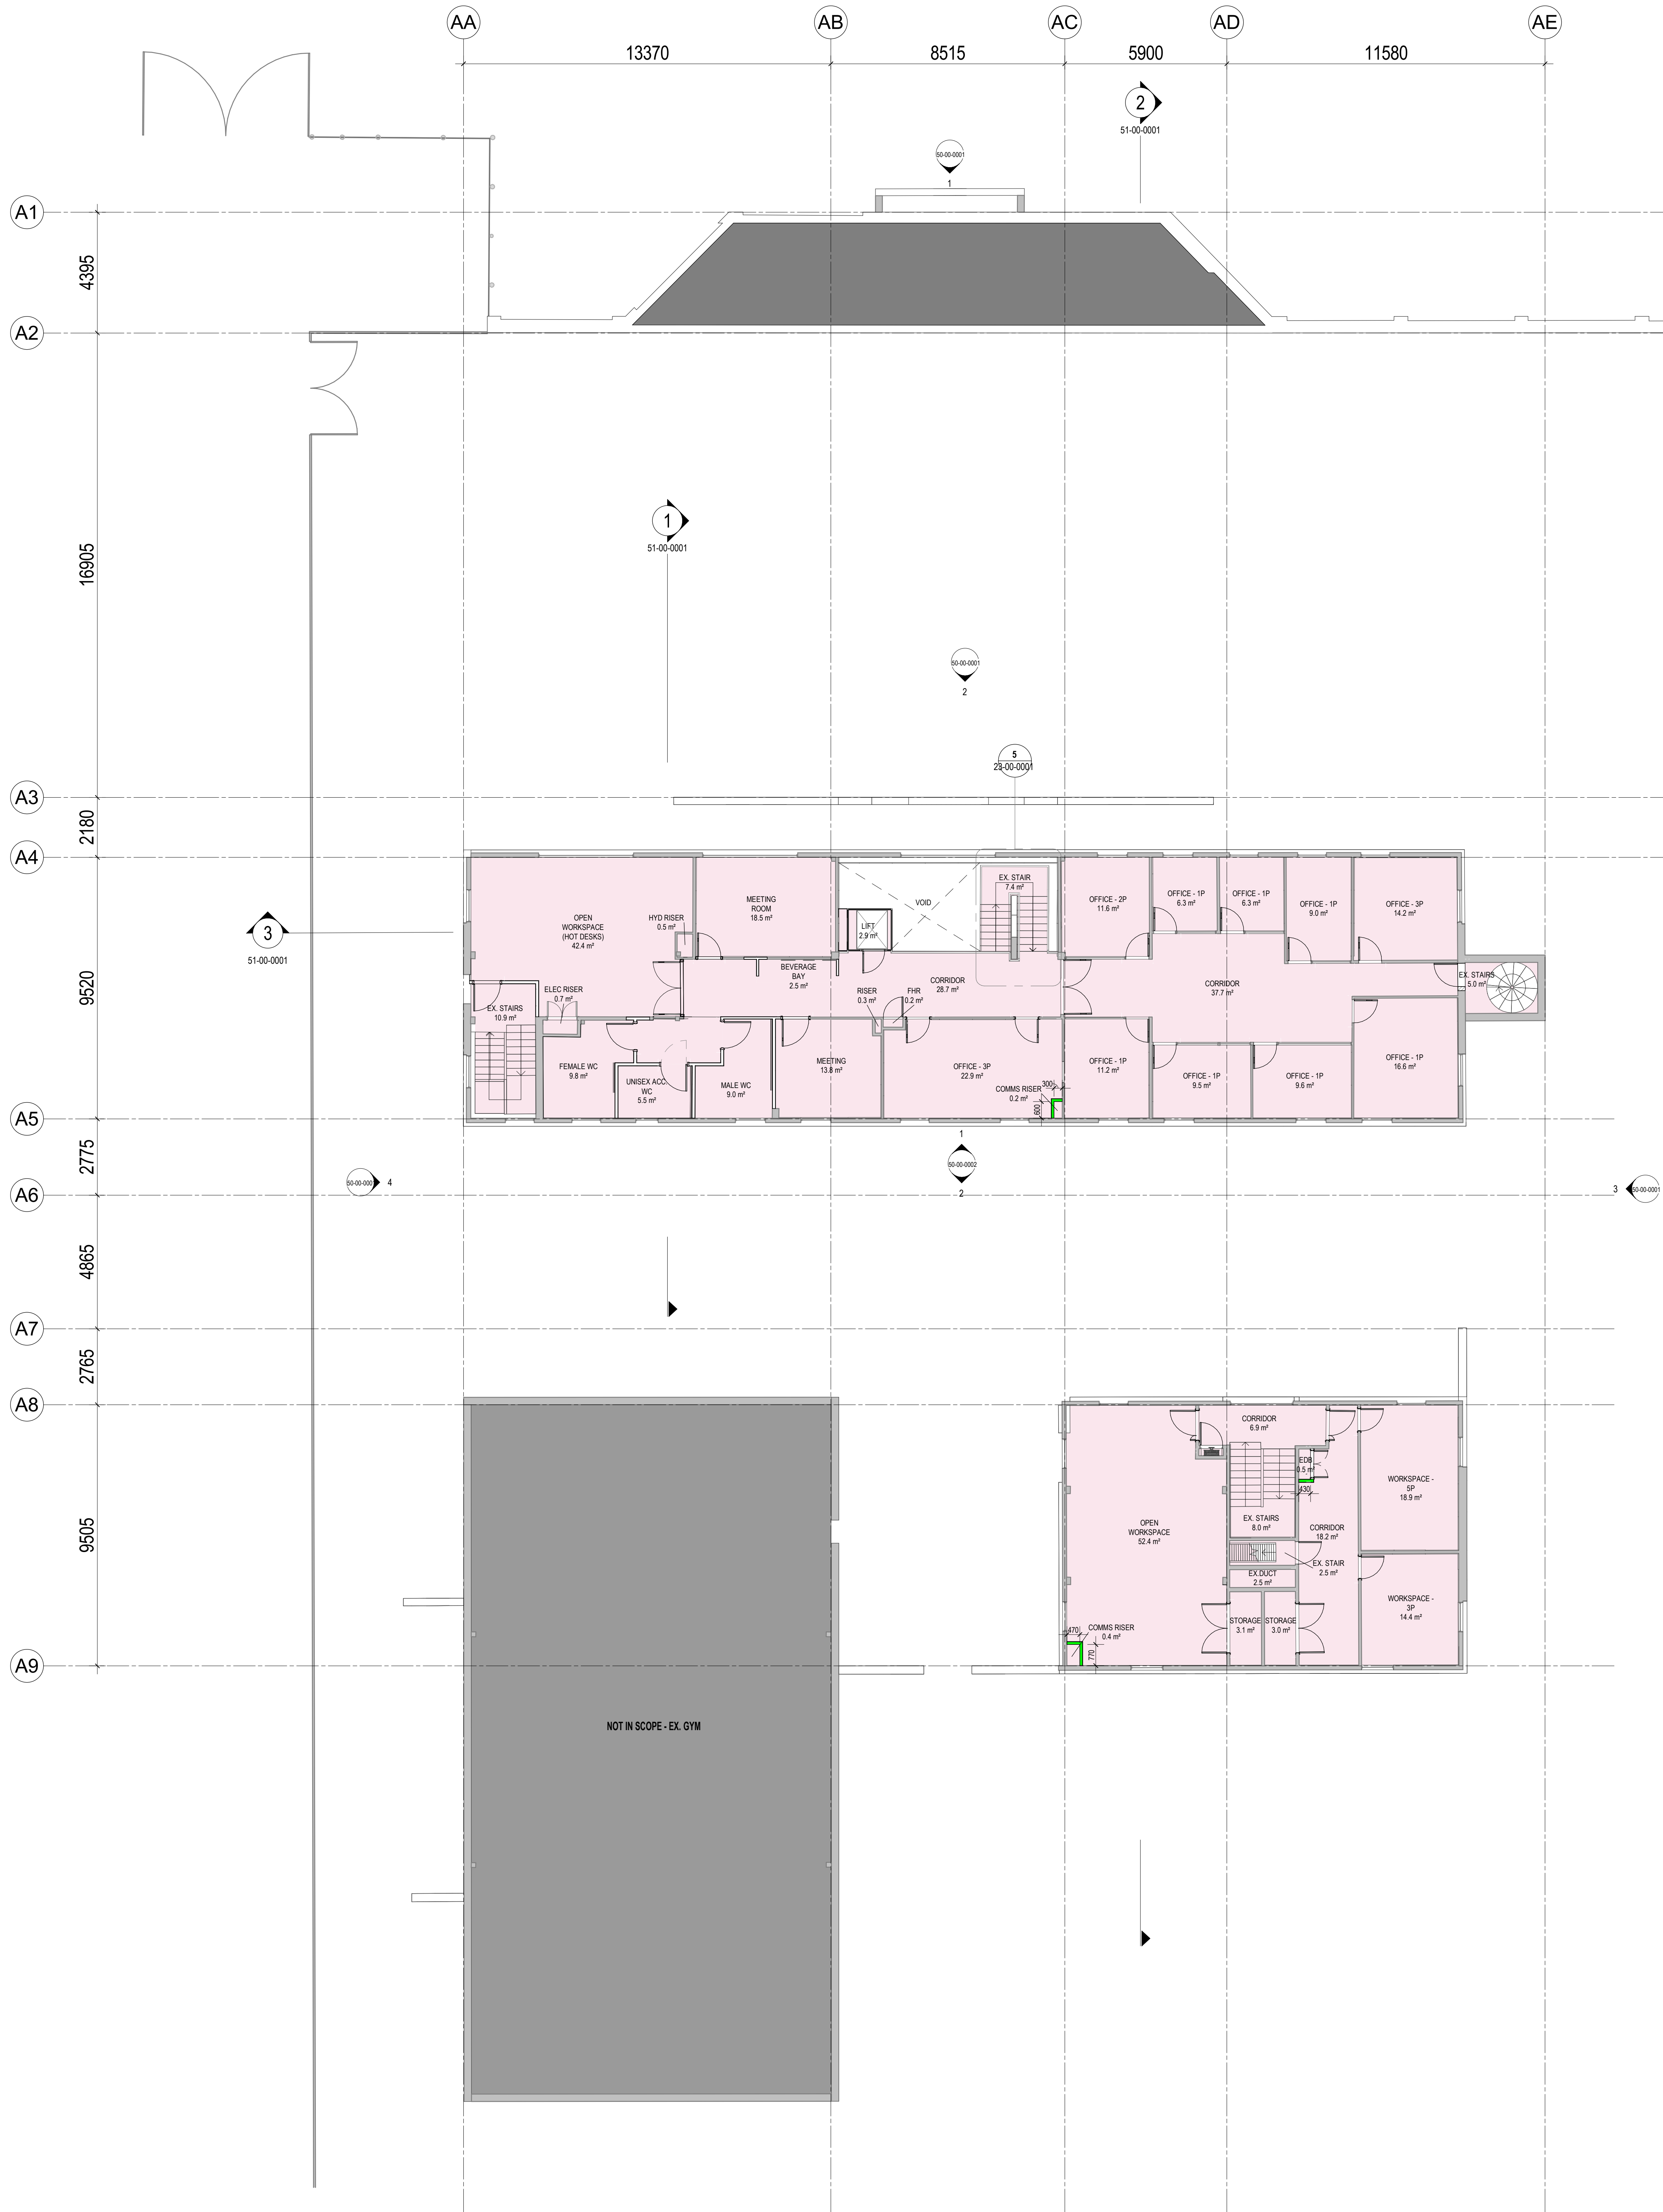 AA
AB
AC
AD
AE
13370
8515
5900
11580
2
51-00-0001
50-00-0001
1
A1
4395
A2
16905
1
51-00-0001
50-00-0001
2
5
23-00-0001
A3
2180
A4
3
51-00-0001
9520
OPEN
WORKSPACE
(HOT DESKS)
42.4 m²
HYD RISER
0.5 m²
MEETING
ROOM
18.5 m²
VOID
LIFT
2.9 m²
EX. STAIR
7.4 m²
OFFICE - 2P
11.6 m²
OFFICE - 1P
6.3 m²
OFFICE - 1P
6.3 m²
OFFICE - 1P
9.0 m²
OFFICE - 3P
14.2 m²
BEVERAGE
BAY
2.5 m²
RISER
0.3 m²
FHR
0.2 m²
CORRIDOR
28.7 m²
CORRIDOR
37.7 m²
EX. STAIRS
5.0 m²
ELEC RISER
0.7 m²
EX. STAIRS
10.9 m²
FEMALE WC
9.8 m²
UNISEX ACC.
WC
5.5 m²
MALE WC
9.0 m²
MEETING
13.8 m²
OFFICE - 3P
22.9 m²
COMMS RISER
0.2 m²
300
600
OFFICE - 1P
11.2 m²
OFFICE - 1P
9.5 m²
OFFICE - 1P
9.6 m²
OFFICE - 1P
16.6 m²
A5
2775
1
50-00-0002
2
4
3
50-00-0001
A6
4865
A7
2765
A8
9505
CORRIDOR
6.9 m²
EDB
0.5 m²
430
OPEN
WORKSPACE
52.4 m²
EX. STAIRS
8.0 m²
CORRIDOR
18.2 m²
EX. STAIR
2.5 m²
EX.DUCT
2.5 m²
WORKSPACE -
5P
18.9 m²
WORKSPACE -
3P
14.4 m²
STORAGE
3.1 m²
STORAGE
3.0 m²
COMMS RISER
0.4 m²
470
770
A9
NOT IN SCOPE - EX. GYM